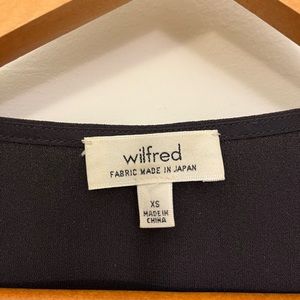 wilfred
FABRIC MADE IN JAPAN
XS
MADE IN
CHINA